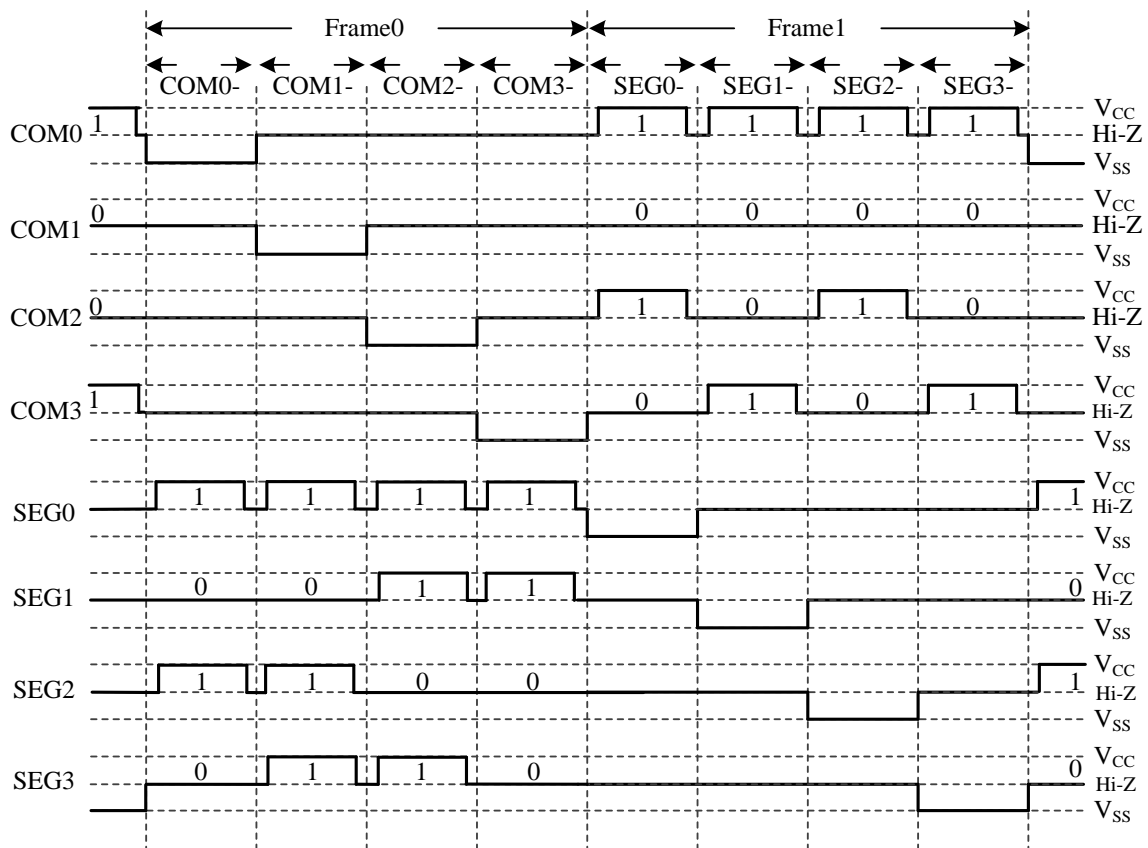 Frame0 Frame1
COM0- COM1- COM2- COM3- SEG0- SEG1- SEG2- SEG3-
COM0 1 1 1 1 1 VCC Hi-Z VSS
COM1 0 0 0 0 0 VCC Hi-Z VSS
COM2 0 1 0 1 0 VCC Hi-Z VSS
COM3 1 0 1 0 1 VCC Hi-Z VSS
SEG0 1 1 1 1 1 VCC Hi-Z VSS
SEG1 0 0 1 1 0 VCC Hi-Z VSS
SEG2 1 1 0 0 1 VCC Hi-Z VSS
SEG3 0 1 1 0 0 VCC Hi-Z VSS